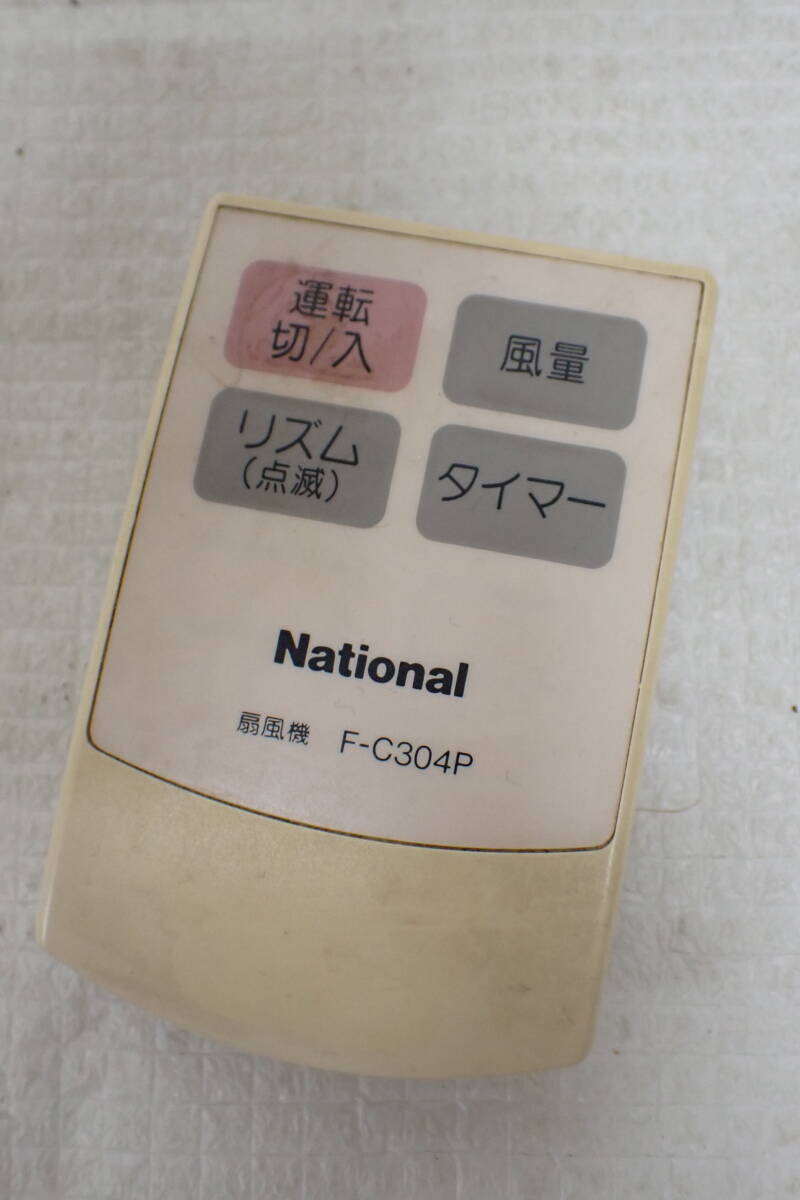 運転
切/入
風量
リズム
(点滅)
タイマー
National
扇風機 F-C304P